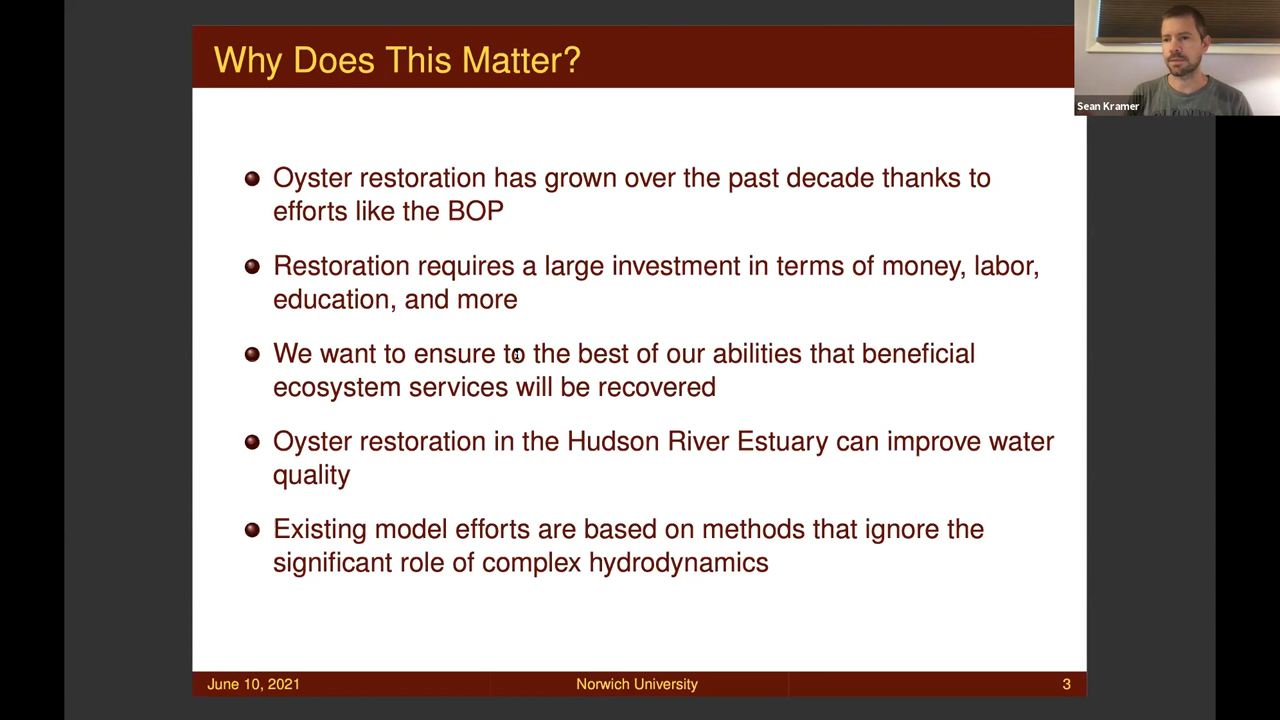 Why Does This Matter?
Sean Kramer
Oyster restoration has grown over the past decade thanks to
efforts like the BOP
Restoration requires a large investment in terms of money, labor,
education, and more
We want to ensure to the best of our abilities that beneficial
ecosystem services will be recovered
Oyster restoration in the Hudson River Estuary can improve water
quality
Existing model efforts are based on methods that ignore the
significant role of complex hydrodynamics
June 10, 2021
Norwich University
3